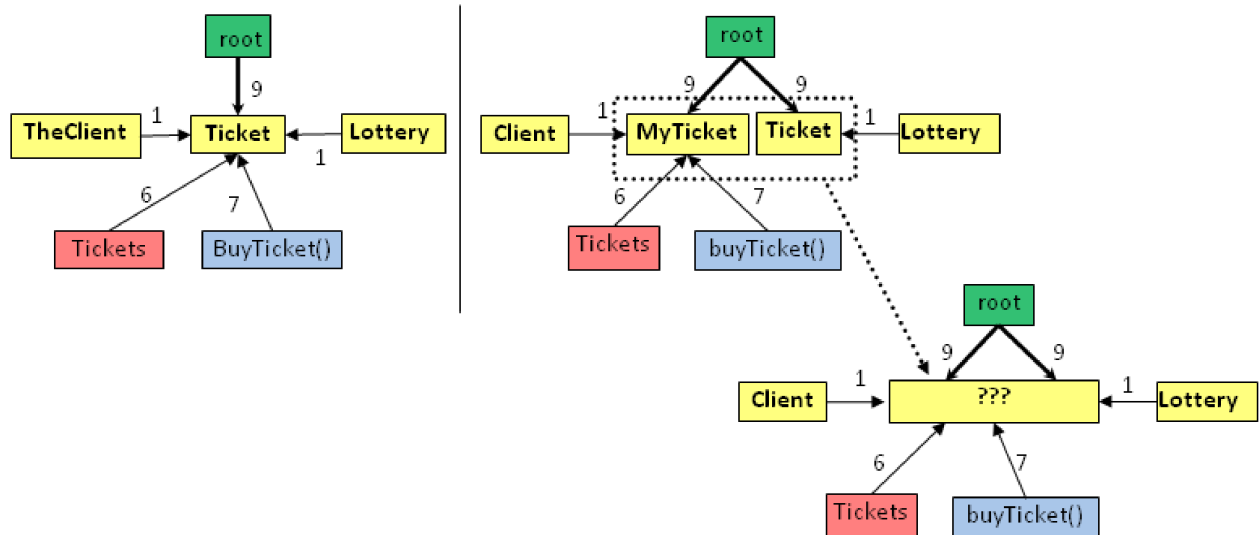 root
9
TheClient
1
Ticket
1
Lottery
6
7
Tickets
BuyTicket()
root
9
9
Client
1
MyTicket
Ticket
1
Lottery
6
7
Tickets
buyTicket()
root
9
9
Client
1
???
1
Lottery
6
7
Tickets
buyTicket()